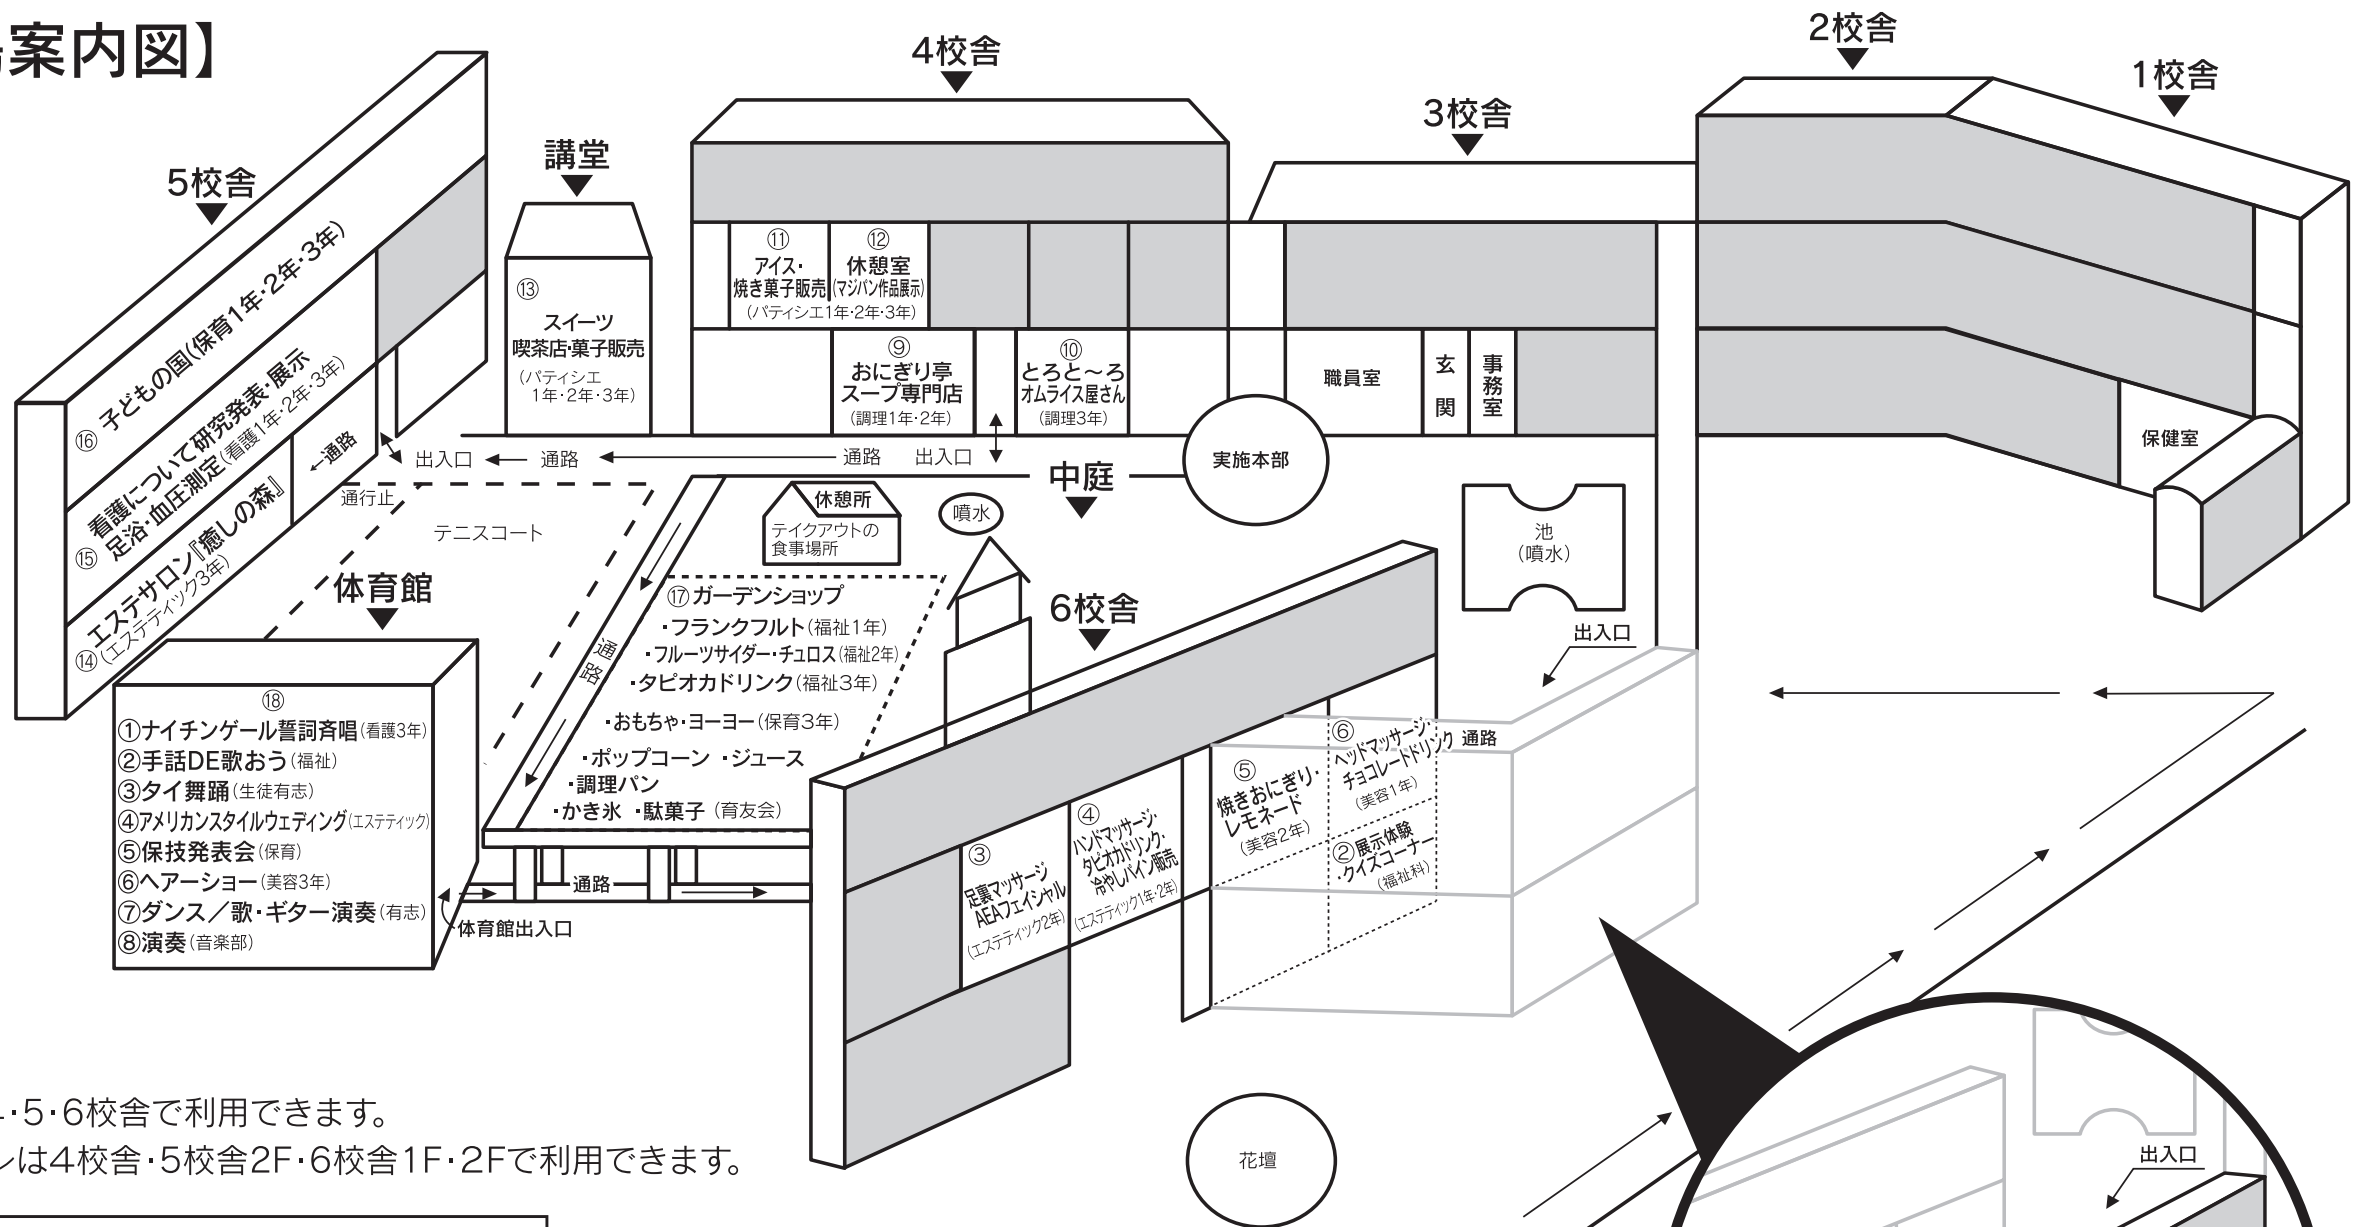 案内図】
5校舎
講堂
4校舎
3校舎
2校舎
1校舎
⑯ 子どもの国(保育1年・2年・3年)
⑮ 看護について研究発表・展示
足浴・血圧測定(看護1年・2年・3年)
⑭ エステサロン『癒しの森』
(エステティック3年)
←通路
⑬
スイーツ
喫茶店・菓子販売
(パティシエ
1年・2年・3年)
⑪
アイス・
焼き菓子販売
⑫
休憩室
(マジパン作品展示)
(パティシエ1年・2年・3年)
⑨
おにぎり亭
スープ専門店
(調理1年・2年)
⑩
とろと〜ろ
オムライス屋さん
(調理3年)
職員室
玄関
事務室
保健室
出入口
通路
通路
出入口
中庭
実施本部
通行止
テニスコート
休憩所
テイクアウトの
食事場所
噴水
池
(噴水)
体育館
通路
⑰ガーデンショップ
・フランクフルト(福祉1年)
・フルーツサイダー・チュロス(福祉2年)
・タピオカドリンク(福祉3年)
・おもちゃ・ヨーヨー(保育3年)
・ポップコーン ・ジュース
・調理パン
・かき氷 ・駄菓子 (育友会)
6校舎
出入口
通路
⑱
①ナイチンゲール誓詞斉唱(看護3年)
②手話DE歌おう(福祉)
③タイ舞踊(生徒有志)
④アメリカンスタイルウェディング(エステティック)
⑤保技発表会(保育)
⑥ヘアーショー(美容3年)
⑦ダンス／歌・ギター演奏(有志)
⑧演奏(音楽部)
通路
体育館出入口
③
足裏マッサージ
AEAフェイシャル
(エステティック2年)
④
ハンドマッサージ・
タピオカドリンク・
冷やしパイン販売
(エステティック1年・2年)
⑤
焼きおにぎり・
レモネード
(美容2年)
⑥
ヘッドマッサージ・
チョコレートドリンク
(美容1年)
②展示体験
・クイズコーナー
(福祉科)
・5・6校舎で利用できます。
は4校舎・5校舎2F・6校舎1F・2Fで利用できます。
花壇
出入口